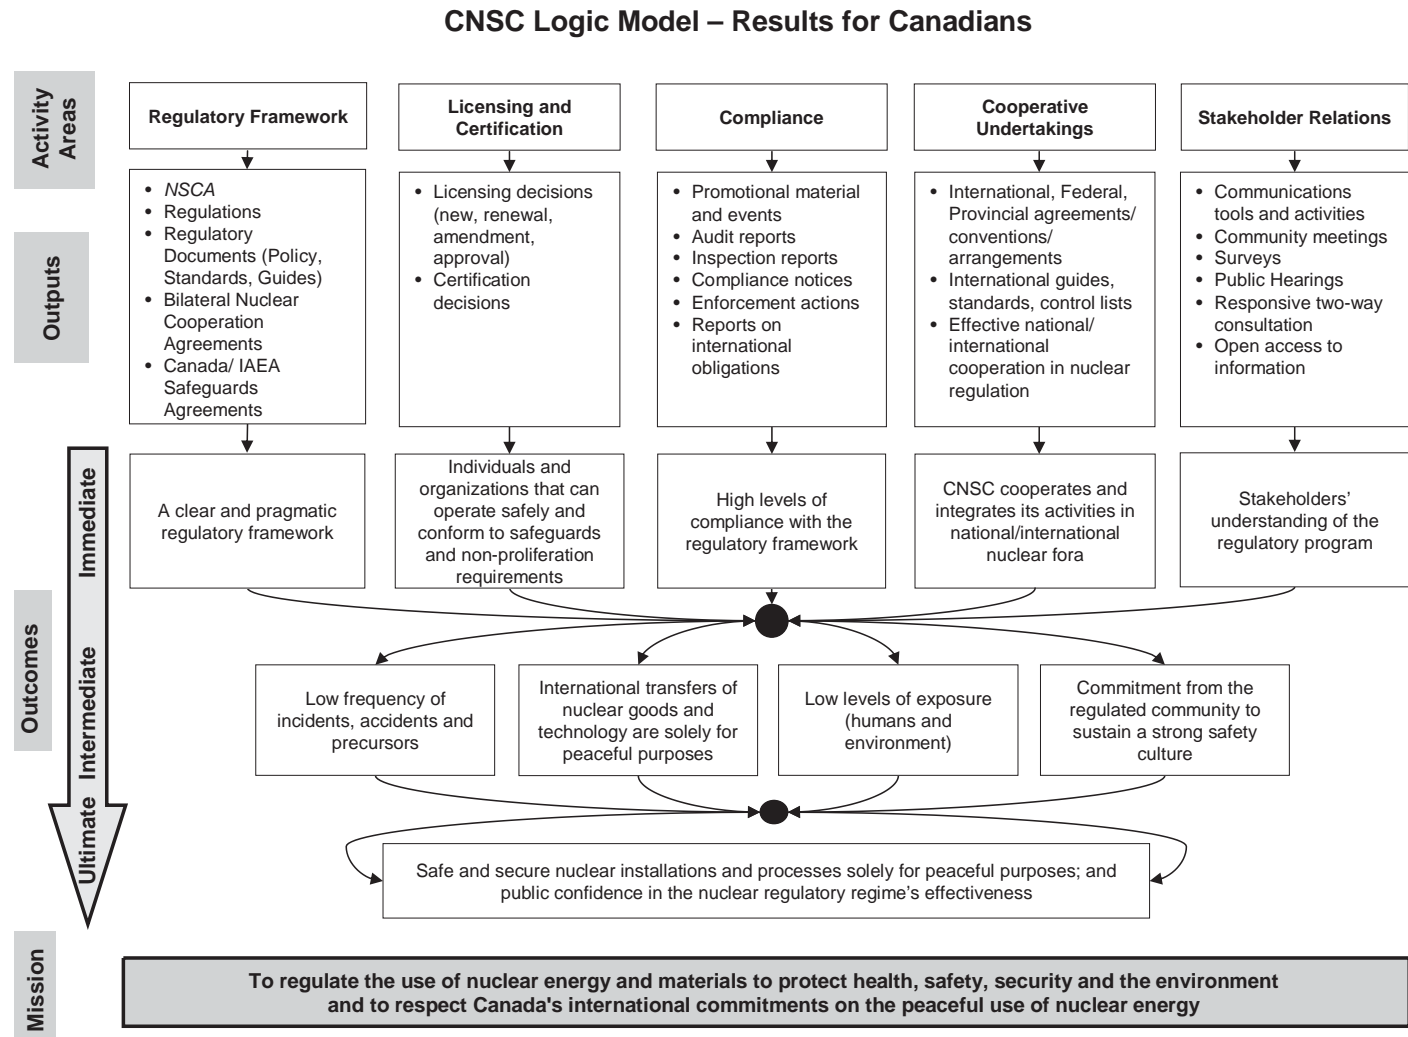 CNSC Logic Model – Results for Canadians
Activity
Areas
Regulatory Framework
Licensing and
Certification
Compliance
Cooperative
Undertakings
Stakeholder Relations
Outputs
• NSCA
• Regulations
• Regulatory
Documents (Policy,
Standards, Guides)
• Bilateral Nuclear
Cooperation
Agreements
• Canada/ IAEA
Safeguards
Agreements
• Licensing decisions
(new, renewal,
amendment,
approval)
• Certification
decisions
• Promotional material
and events
• Audit reports
• Inspection reports
• Compliance notices
• Enforcement actions
• Reports on
international
obligations
• International, Federal,
Provincial agreements/
conventions/
arrangements
• International guides,
standards, control lists
• Effective national/
international
cooperation in nuclear
regulation
• Communications
tools and activities
• Community meetings
• Surveys
• Public Hearings
• Responsive two-way
consultation
• Open access to
information
Outcomes
Immediate
A clear and pragmatic
regulatory framework
Individuals and
organizations that can
operate safely and
conform to safeguards
and non-proliferation
requirements
High levels of
compliance with the
regulatory framework
CNSC cooperates and
integrates its activities in
national/international
nuclear fora
Stakeholders’
understanding of the
regulatory program
Intermediate
Low frequency of
incidents, accidents and
precursors
International transfers of
nuclear goods and
technology are solely for
peaceful purposes
Low levels of exposure
(humans and
environment)
Commitment from the
regulated community to
sustain a strong safety
culture
Ultimate
Safe and secure nuclear installations and processes solely for peaceful purposes; and
public confidence in the nuclear regulatory regime’s effectiveness
Mission
To regulate the use of nuclear energy and materials to protect health, safety, security and the environment
and to respect Canada's international commitments on the peaceful use of nuclear energy